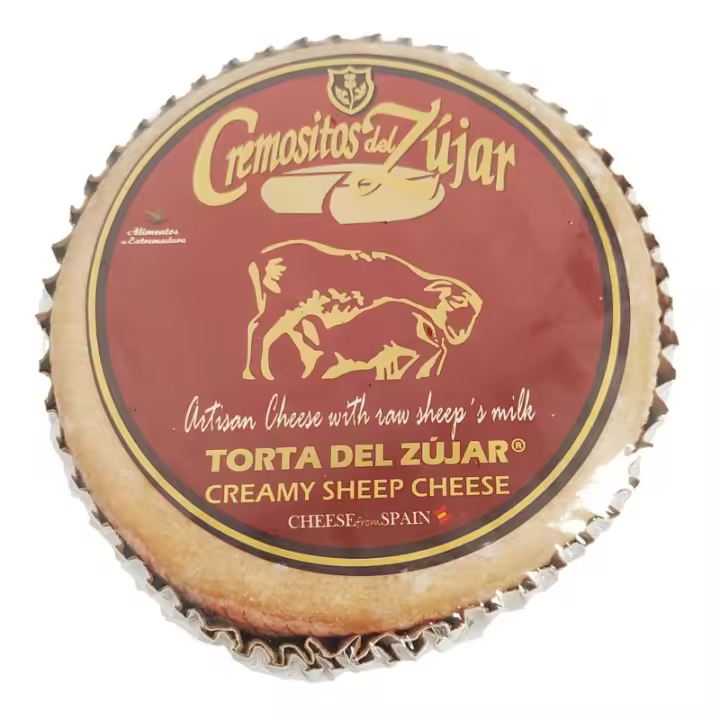 Cremositos del Zújar
Alimentos
de Extremadura
Artisan Cheese with raw sheep's milk
TORTA DEL ZÚJAR®
CREAMY SHEEP CHEESE
CHEESE from SPAIN